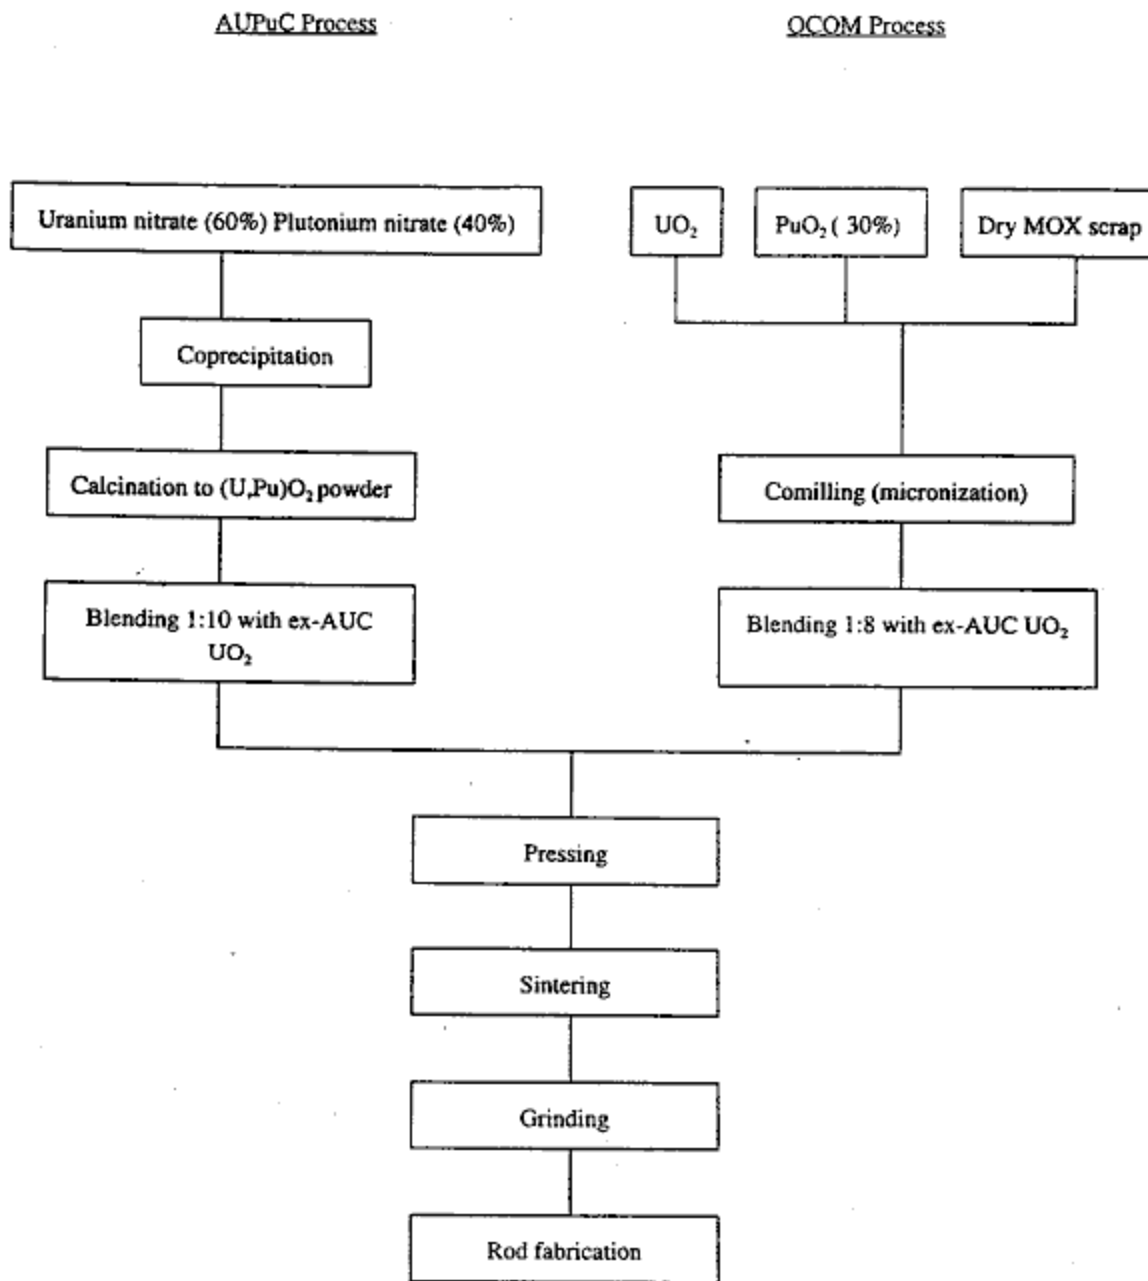 AUPuC Process
OCOM Process
Uranium nitrate (60%) Plutonium nitrate (40%)
UO₂
PuO₂ ( 30%)
Dry MOX scrap
Coprecipitation
Calcination to (U,Pu)O₂ powder
Comilling (micronization)
Blending 1:10 with ex-AUC
UO₂
Blending 1:8 with ex-AUC UO₂
Pressing
Sintering
Grinding
Rod fabrication